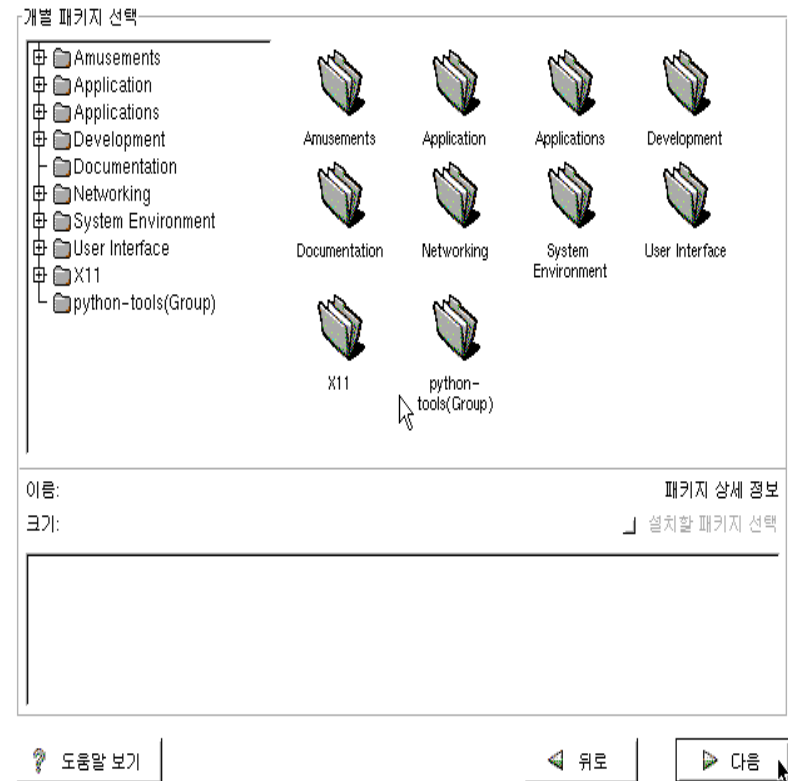 개별 패키지 선택
Amusements
Application
Applications
Development
Documentation
Networking
System Environment
User Interface
X11
python-tools(Group)
Amusements
Application
Applications
Development
Documentation
Networking
System
Environment
User Interface
X11
python-
tools(Group)
이름:
패키지 상세 정보
크기:
설치할 패키지 선택
도움말 보기
뒤로
다음